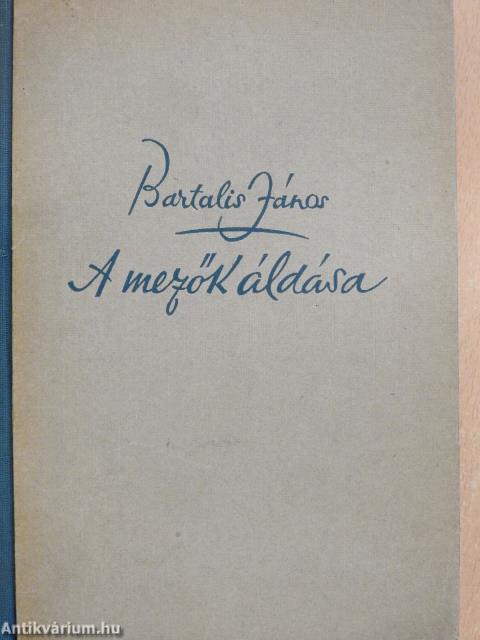 Bartalis János
A mezők áldása
Antikvárium.hu